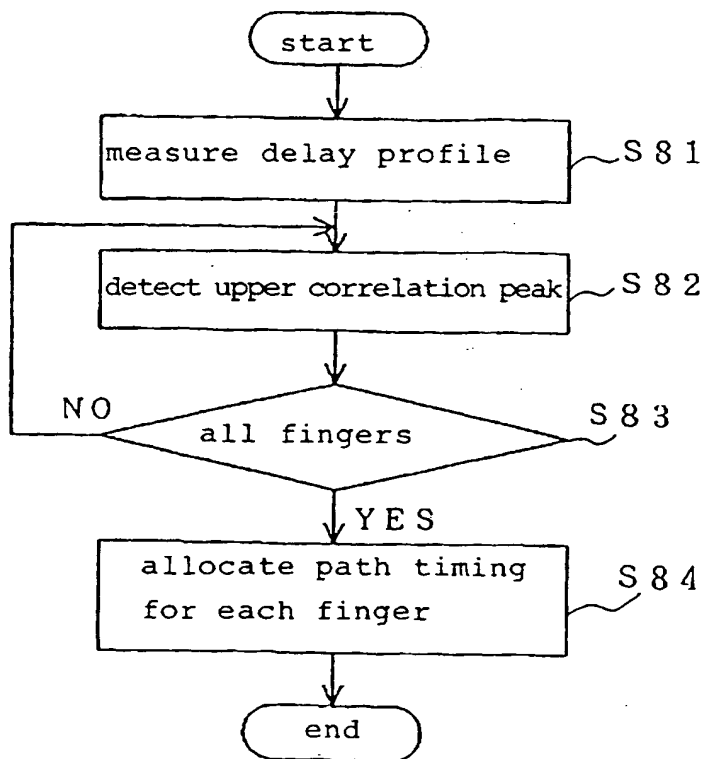 start
measure delay profile
S81
detect upper correlation peak
S82
NO
all fingers
S83
YES
allocate path timing
for each finger
S84
end